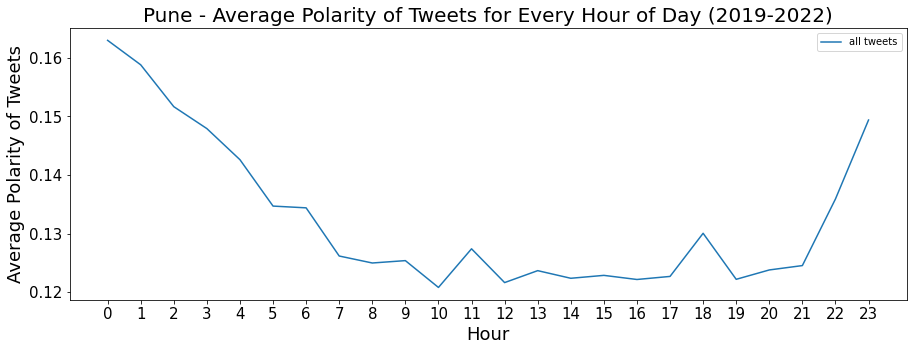 Pune - Average Polarity of Tweets for Every Hour of Day (2019-2022)
all tweets
Average Polarity of Tweets
0.16
0.15
0.14
0.13
0.12
0 1 2 3 4 5 6 7 8 9 10 11 12 13 14 15 16 17 18 19 20 21 22 23
Hour